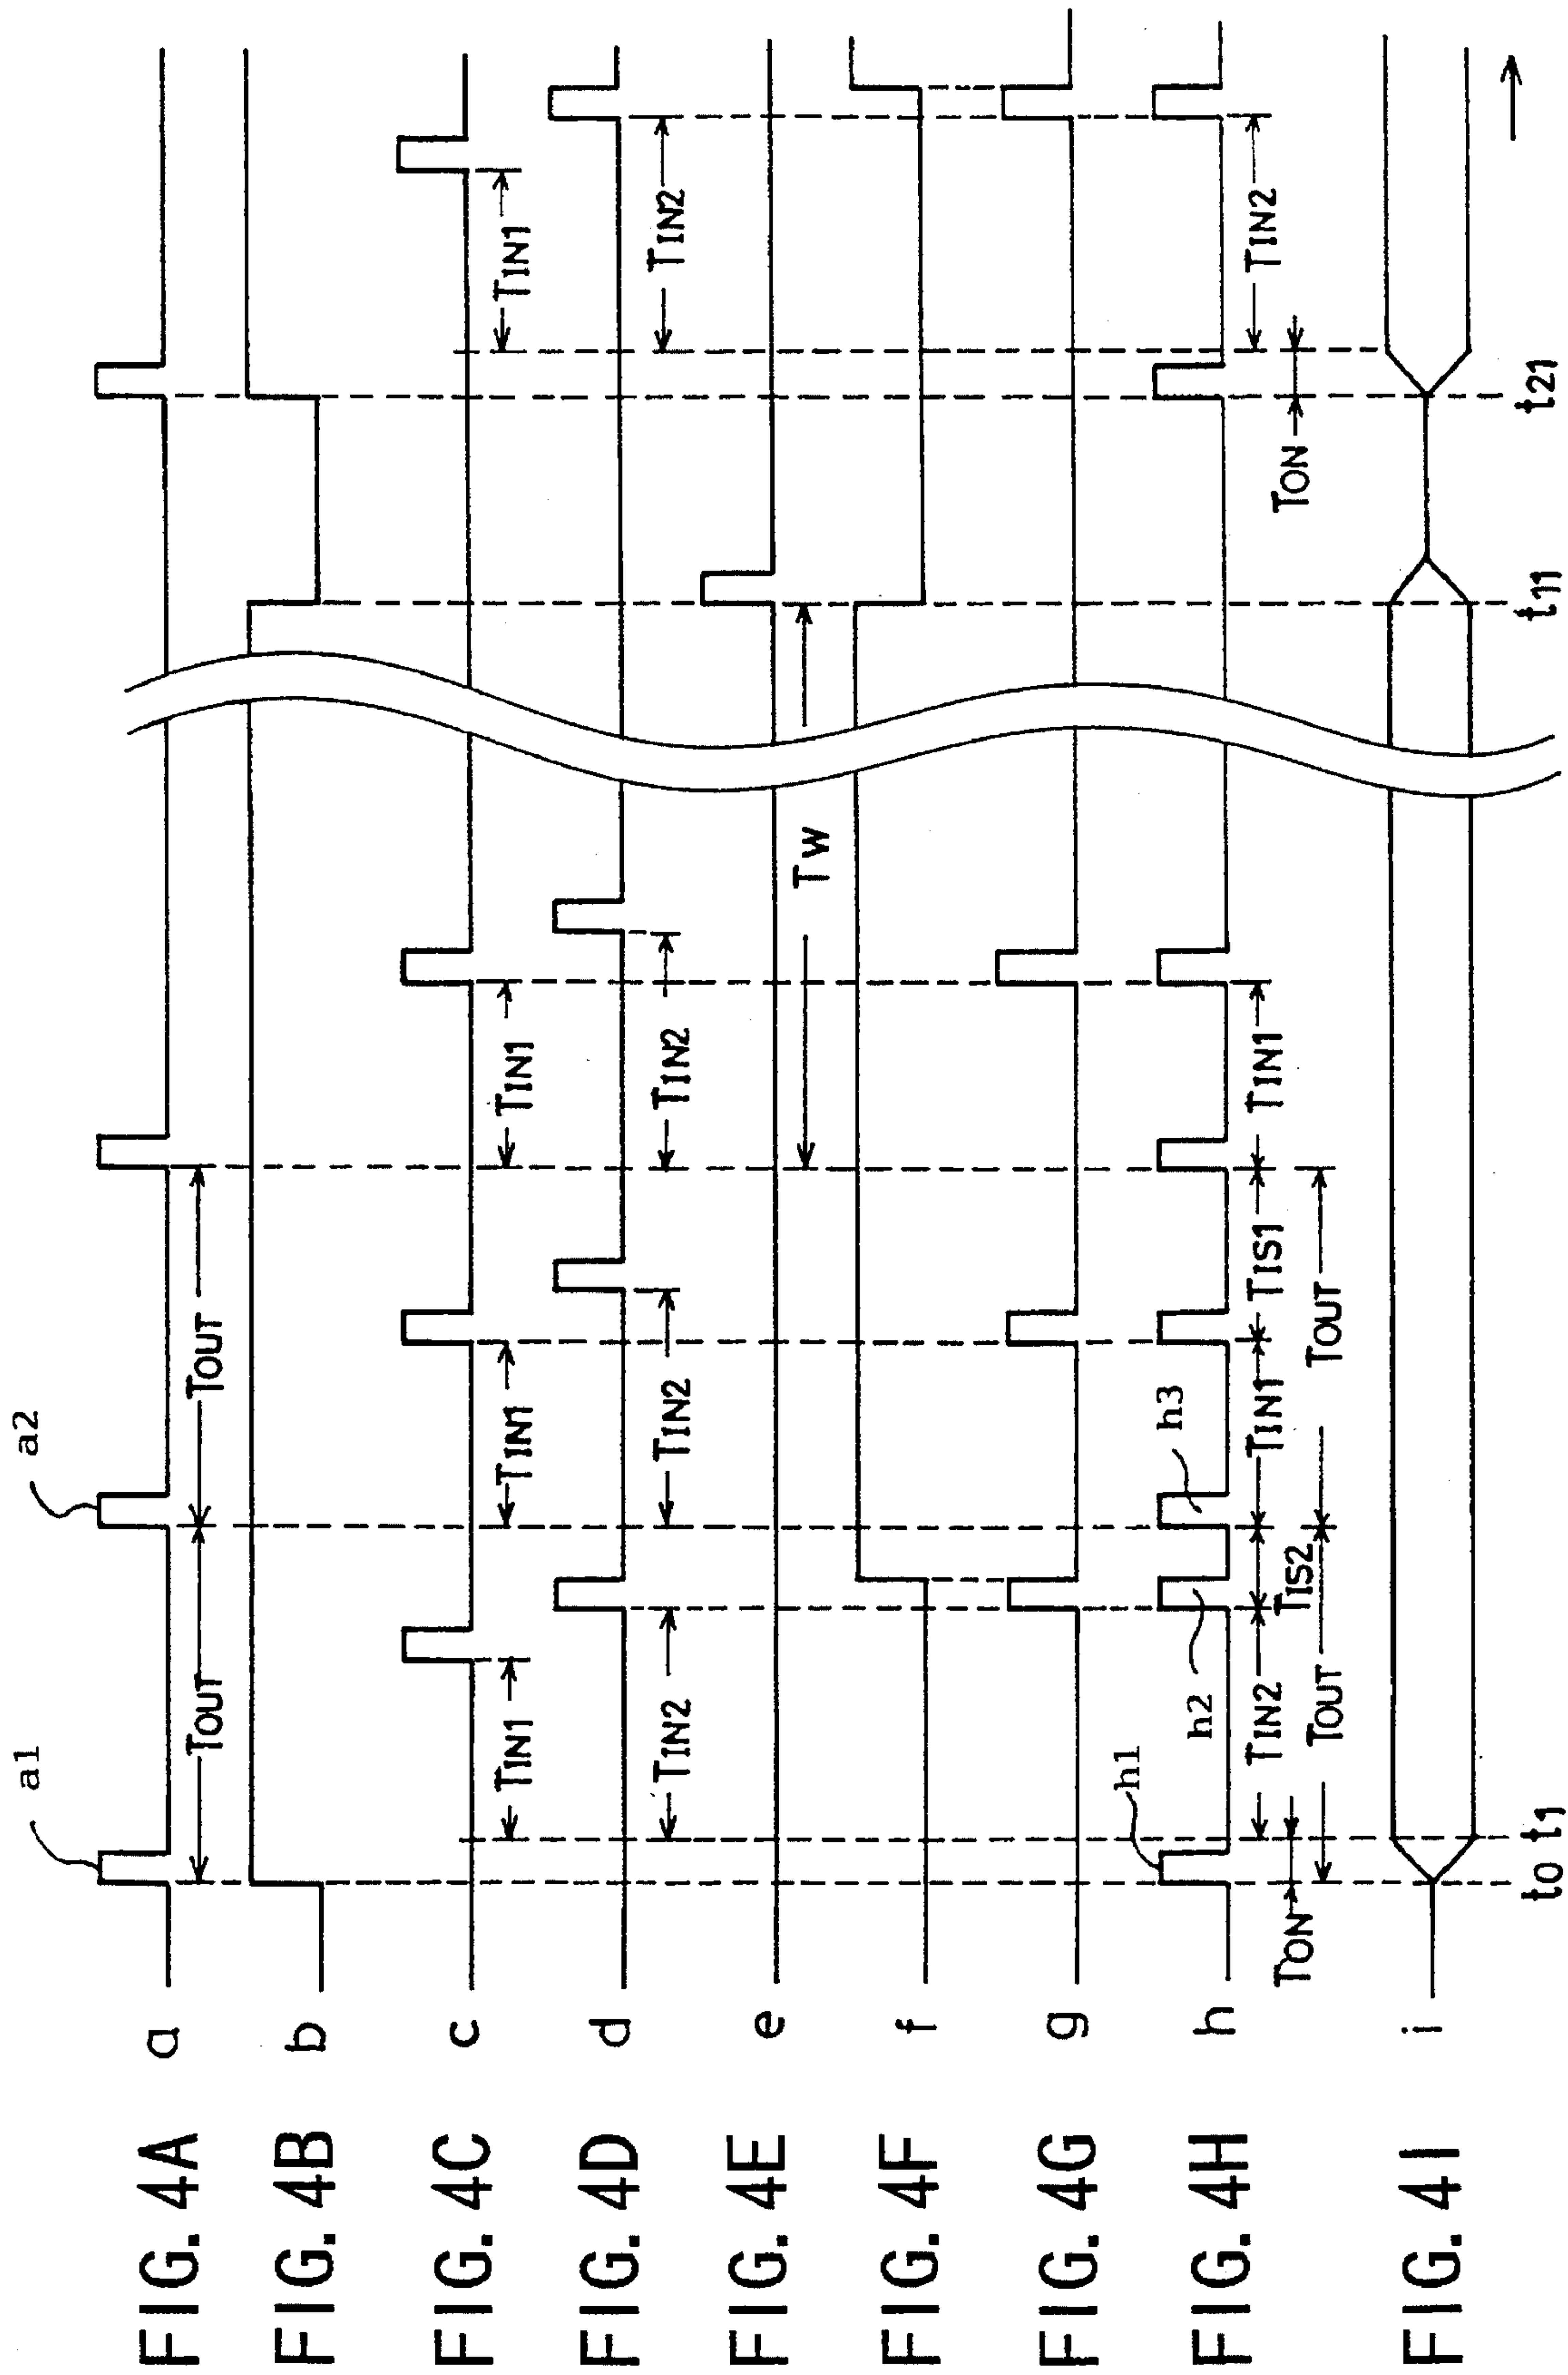 FIG. 4A a a1 a2
TOUT TOUT
FIG. 4B b
FIG. 4C c
TIN1 TIN1 TIN1 TIN1
FIG. 4D d
TIN2 TIN2 TIN2 TIN2
FIG. 4E e
TW
FIG. 4F f
FIG. 4G g
FIG. 4H h h1 h2 h3
TIN2 TIN1 TIS1 TIN1 TIN2
TON TIS2 TON
TOUT TOUT
FIG. 4I i
t0 t1 t11 t21